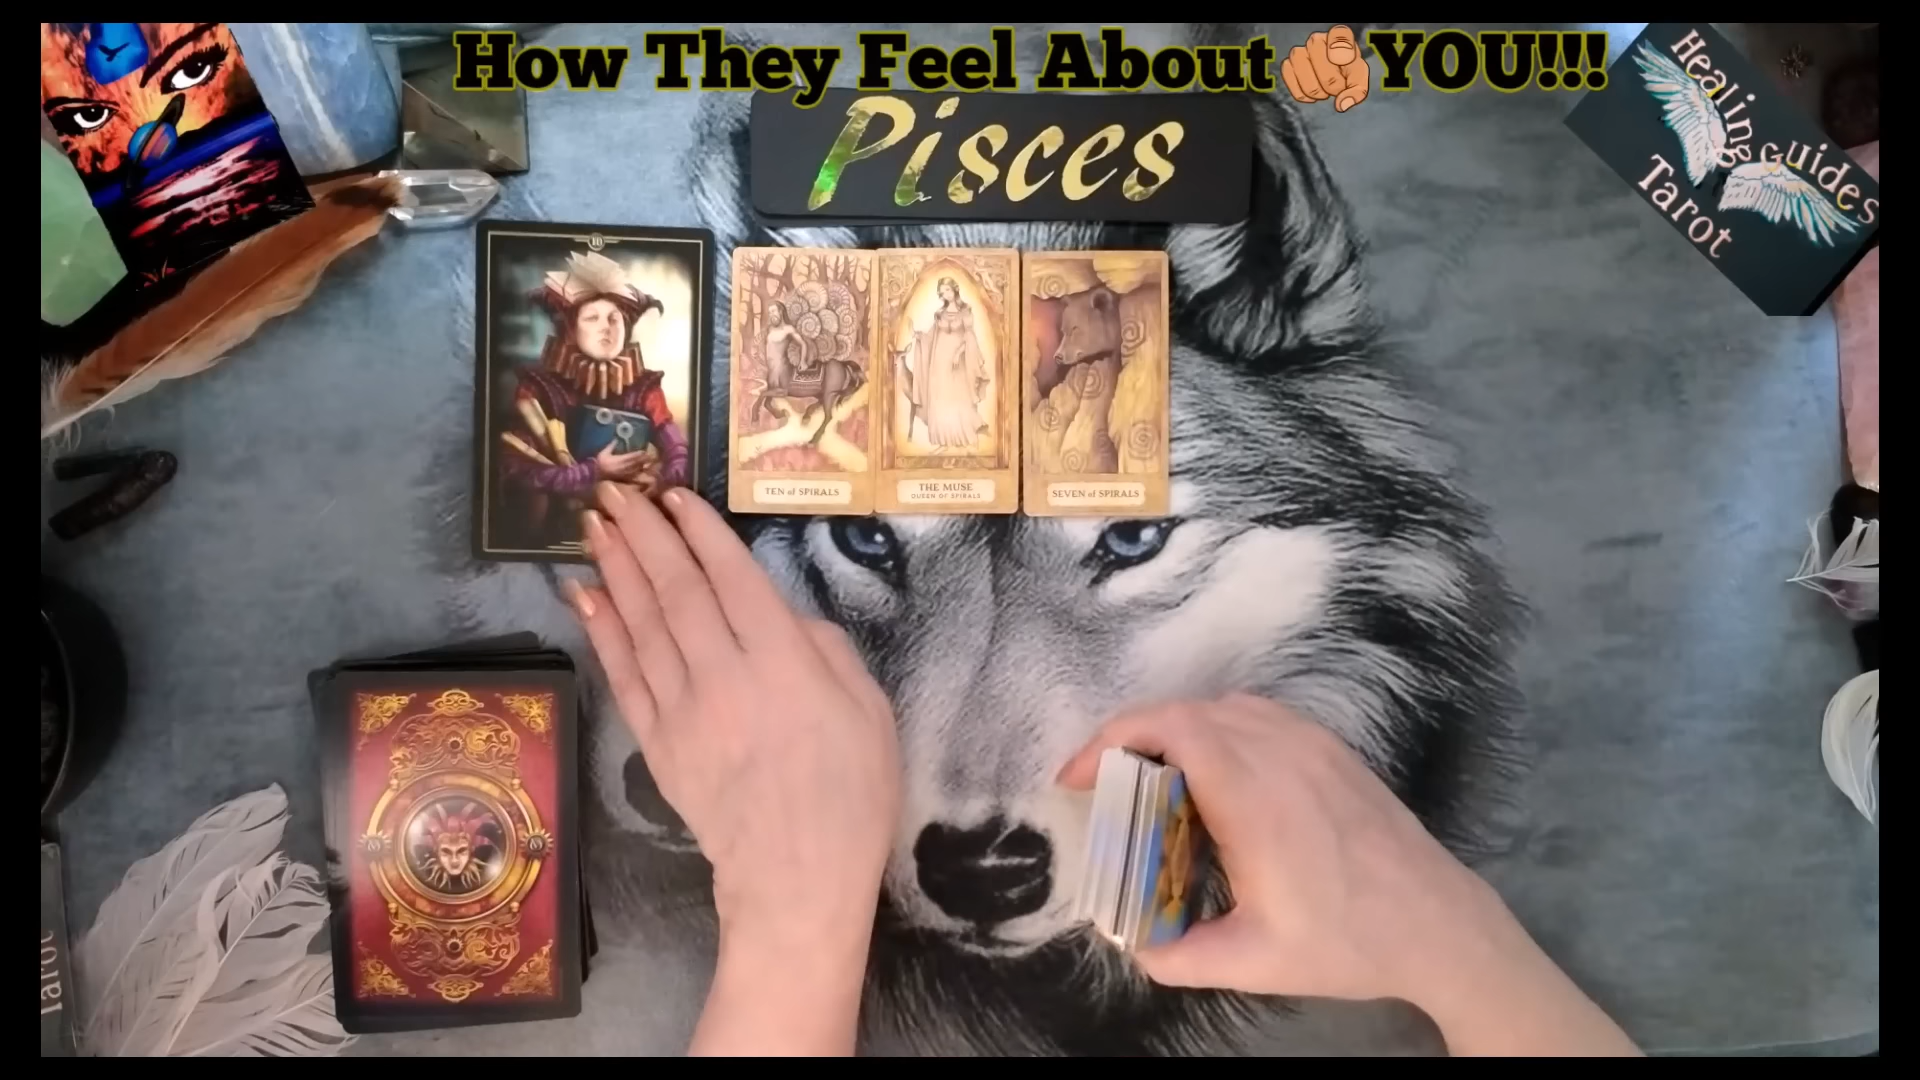 How They Feel About YOU!!!
Pisces
Healing
Guides
Tarot
10
TEN of SPIRALS
THE MUSE
QUEEN OF SPIRALS
SEVEN of SPIRALS
Tarot